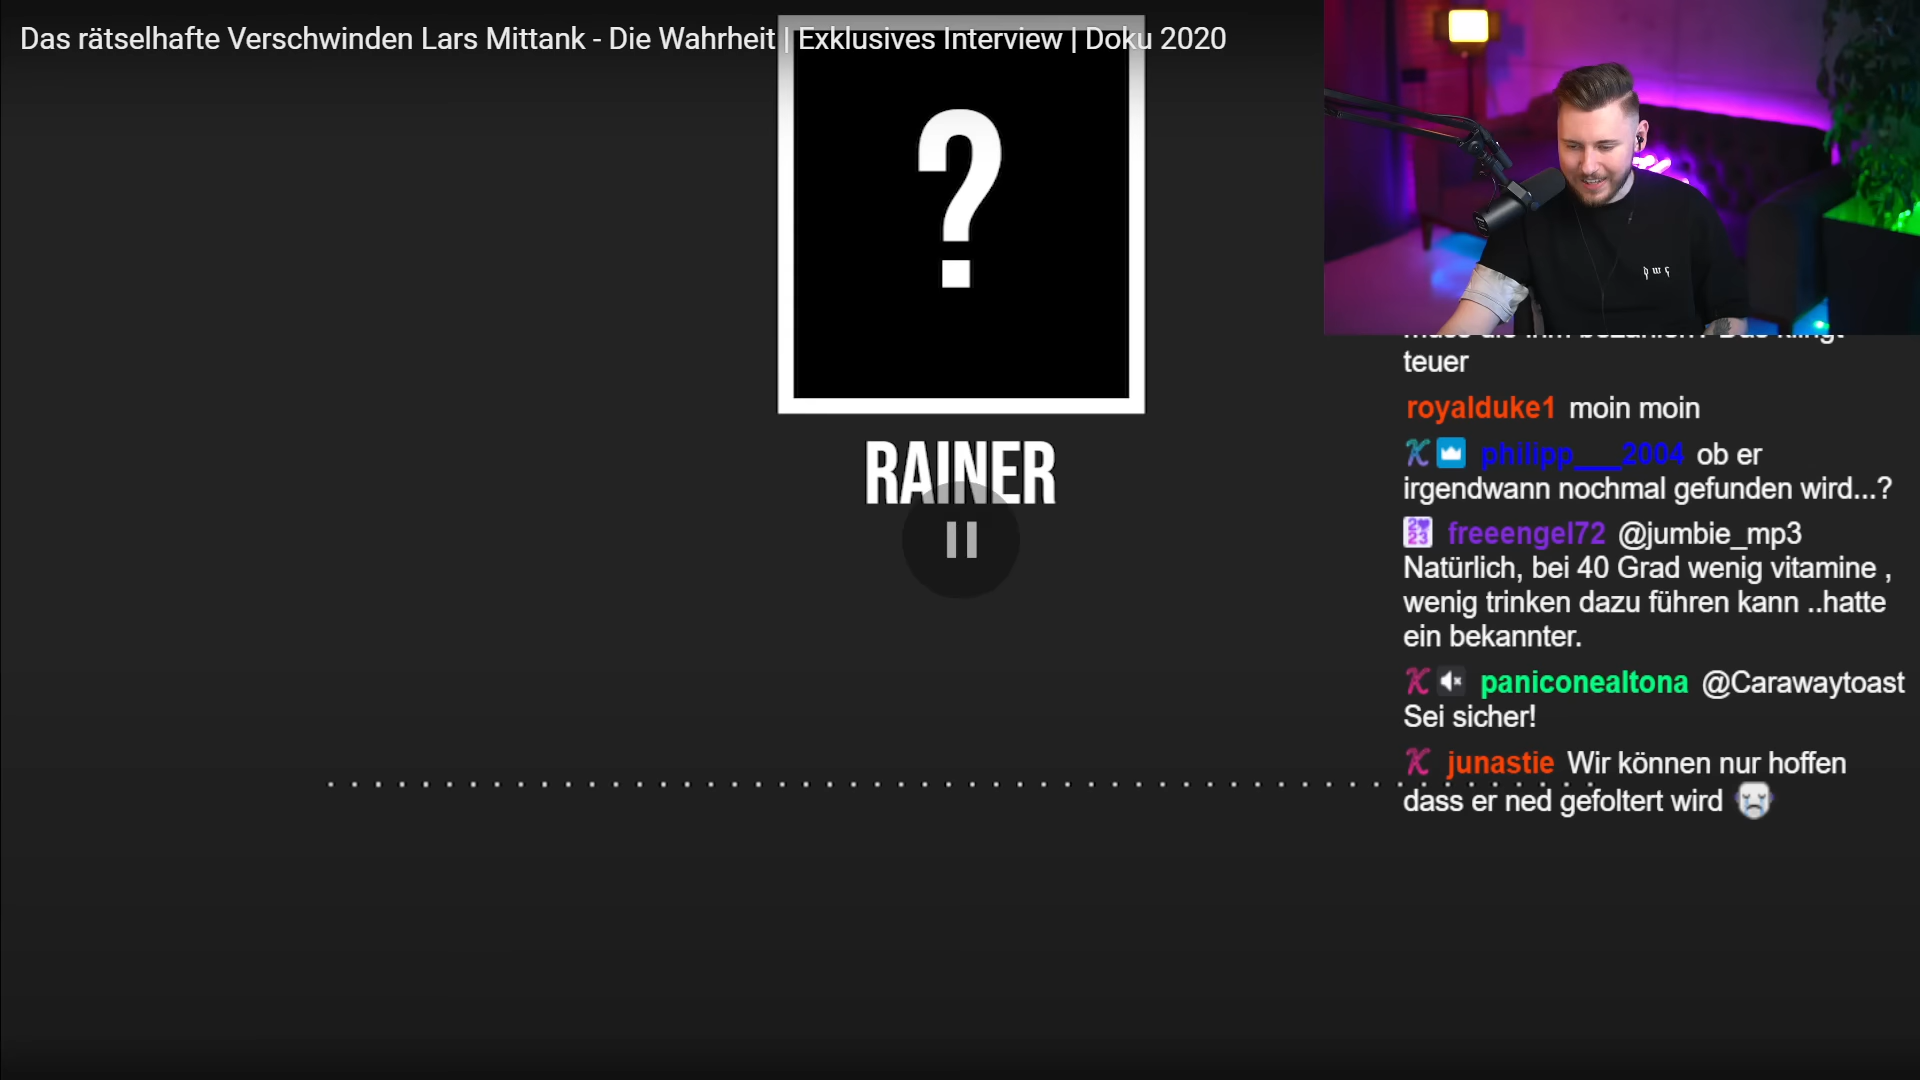 Das rätselhafte Verschwinden Lars Mittank - Die Wahrheit | Exklusives Interview | Doku 2020
?
RAINER
teuer
royalduke1 moin moin
philipp___2004 ob er
irgendwann nochmal gefunden wird...?
freeengel72 @jumbie_mp3
Natürlich, bei 40 Grad wenig vitamine ,
wenig trinken dazu führen kann ..hatte
ein bekannter.
paniconealtona @Carawaytoast
Sei sicher!
junastie Wir können nur hoffen
dass er ned gefoltert wird